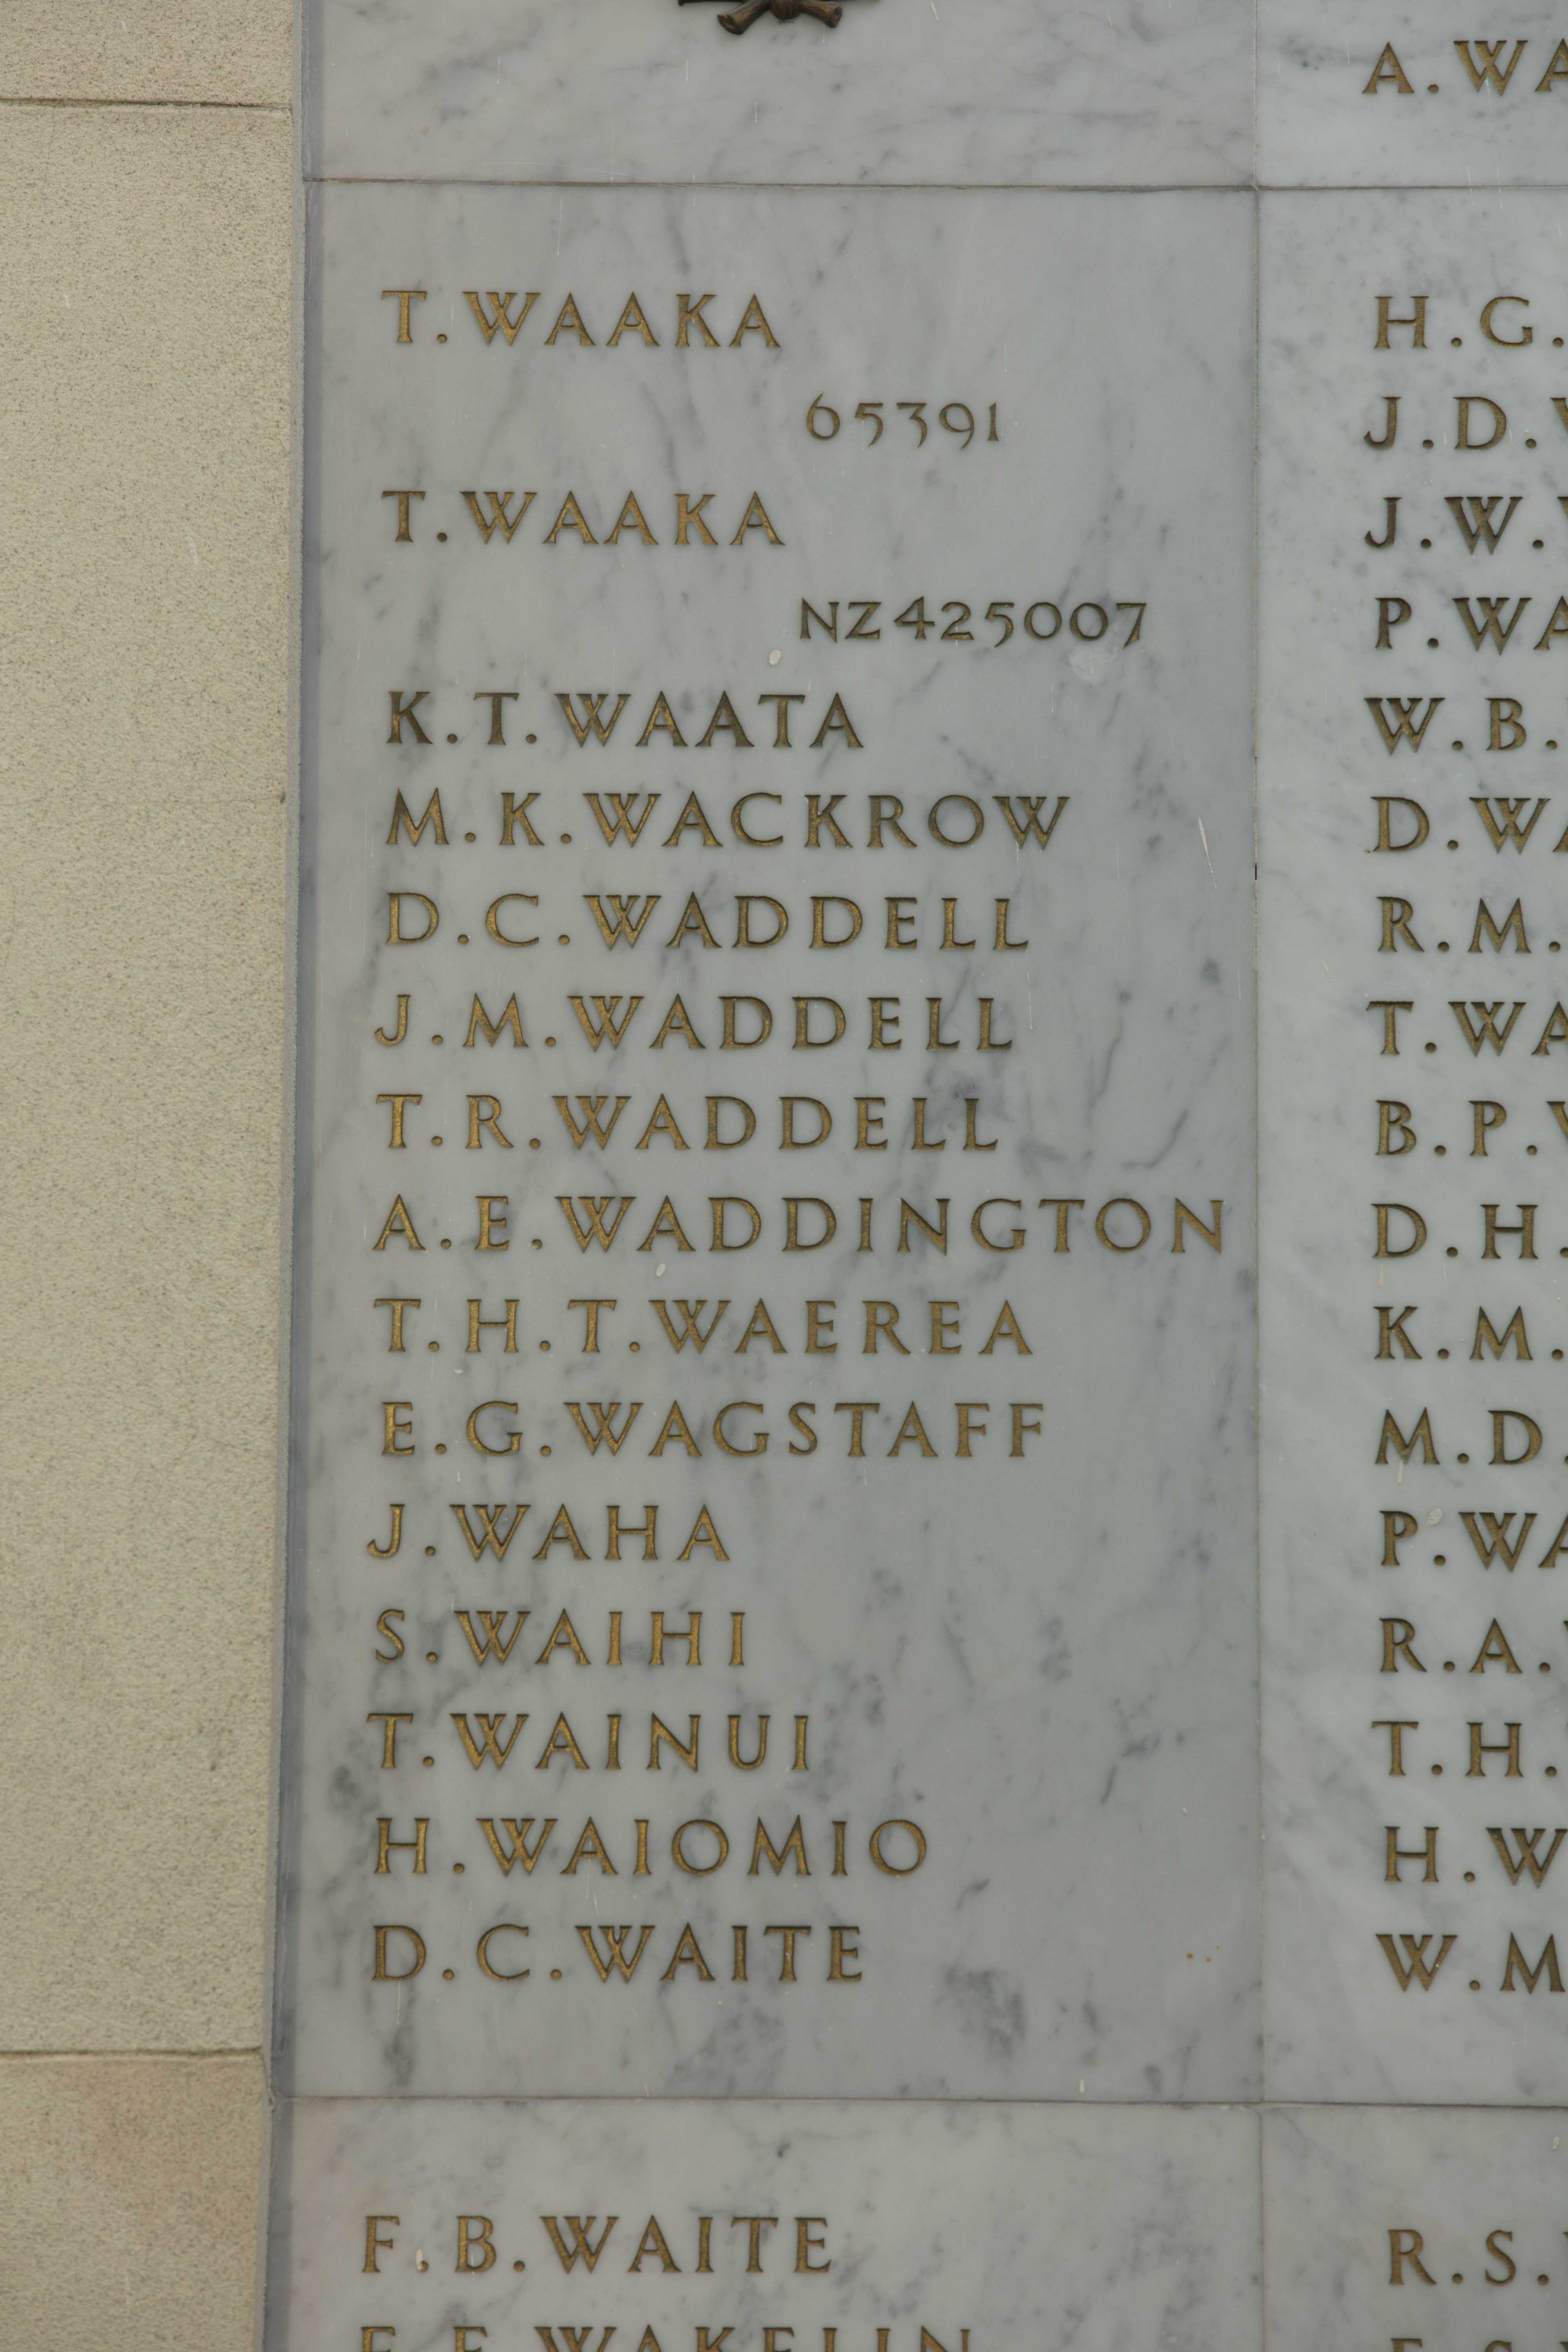 T. WAAKA
65391
T. WAAKA
NZ425007
K. T. WAATA
M. K. WACKROW
D. C. WADDELL
J. M. WADDELL
T. R. WADDELL
A. E. WADDINGTON
T. H. T. WAEREA
E. G. WAGSTAFF
J. WAHA
S. WAIHI
T. WAINUI
H. WAIOMIO
D. C. WAITE
F. B. WAITE
WAKELIN
A. WA
H. G.
J. D.
J. W.
P. WA
W. B.
D. WA
R. M.
T. WA
B. P.
D. H.
K. M.
M. D.
P. WA
R. A.
T. H.
H. W
W. M
R. S.